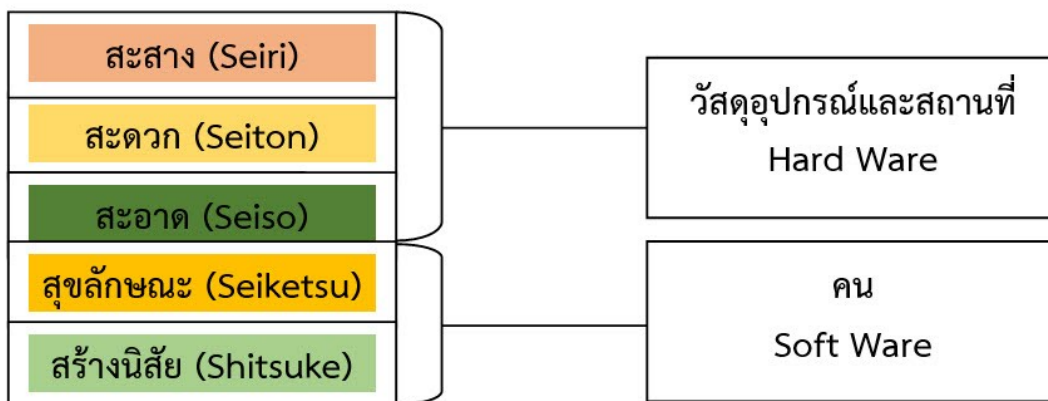 สะสาง (Seiri)
สะดวก (Seiton)
สะอาด (Seiso)
สุขลักษณะ (Seiketsu)
สร้างนิสัย (Shitsuke)
วัสดุอุปกรณ์และสถานที่
Hard Ware
คน
Soft Ware